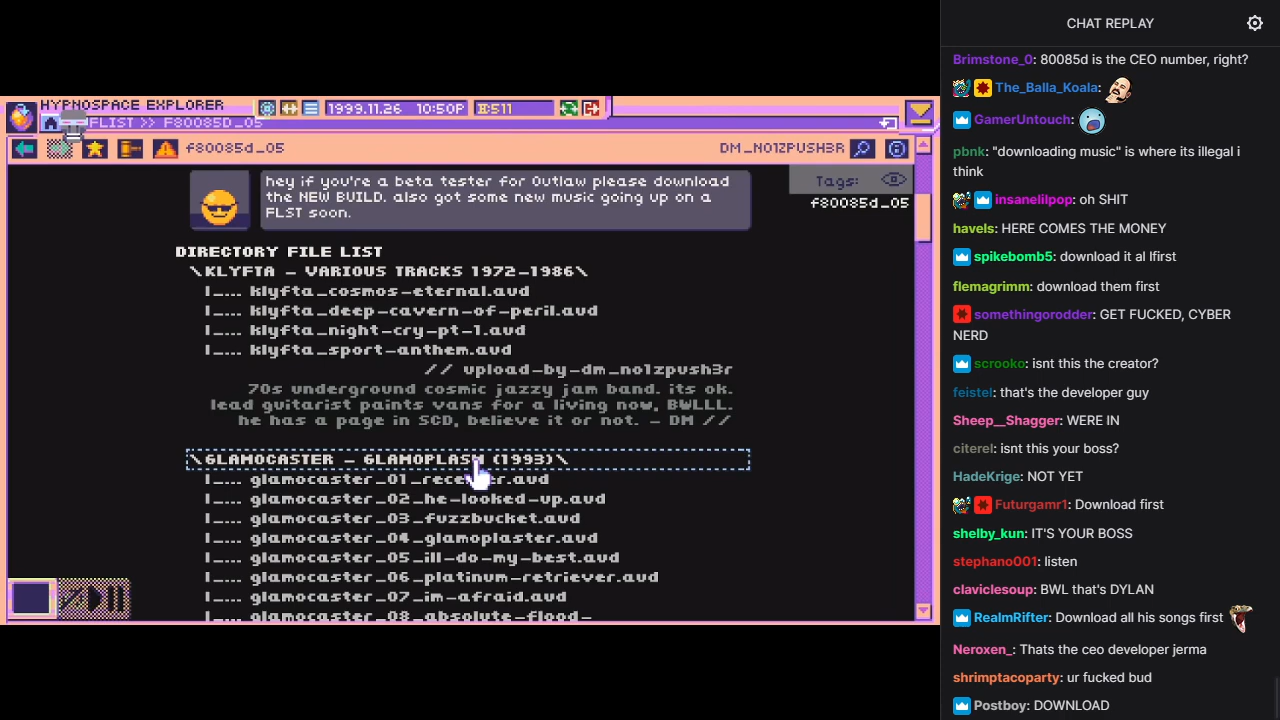 HYPNOSPACE EXPLORER
1999.11.26 10:50P
511
FLIST >> F80085D_05
f80085d_05
DM_NO1ZPUSH3R
hey if you're a beta tester for Outlaw please download
the NEW BUILD. also got some new music going up on a
FLST soon.
Tags:
f80085d_05
DIRECTORY FILE LIST
\KLYFTA - VARIOUS TRACKS 1972-1986\
|.... klyfta_cosmos-eternal.avd
|.... klyfta_deep-cavern-of-peril.avd
|.... klyfta_night-cry-pt-1.avd
|.... klyfta_sport-anthem.avd
// upload-by-dm_no1zpush3r
70s underground cosmic jazzy jam band. its ok.
lead guitarist paints vans for a living now, BWLLL.
he has a page in SCD, believe it or not. - DM //
\GLAMOCASTER - GLAMOPLASM (1993)\
|.... glamocaster_01_receiver.avd
|.... glamocaster_02_he-looked-up.avd
|.... glamocaster_03_fuzzbucket.avd
|.... glamocaster_04_glamoplaster.avd
|.... glamocaster_05_ill-do-my-best.avd
|.... glamocaster_06_platinum-retriever.avd
|.... glamocaster_07_im-afraid.avd
|.... glamocaster_08_absolute-flood-
CHAT REPLAY
Brimstone_0: 80085d is the CEO number, right?
The_Balla_Koala:
GamerUntouch:
pbnk: "downloading music" is where its illegal i
think
insanelilpop: oh SHIT
havels: HERE COMES THE MONEY
spikebomb5: download it al lfirst
flemagrimm: download them first
somethingorodder: GET FUCKED, CYBER
NERD
scrooko: isnt this the creator?
feistel: that's the developer guy
Sheep__Shagger: WERE IN
citerel: isnt this your boss?
HadeKrige: NOT YET
Futurgamr1: Download first
shelby_kun: IT'S YOUR BOSS
stephano001: listen
claviclesoup: BWL that's DYLAN
RealmRifter: Download all his songs first
Neroxen_: Thats the ceo developer jerma
shrimptacoparty: ur fucked bud
Postboy: DOWNLOAD